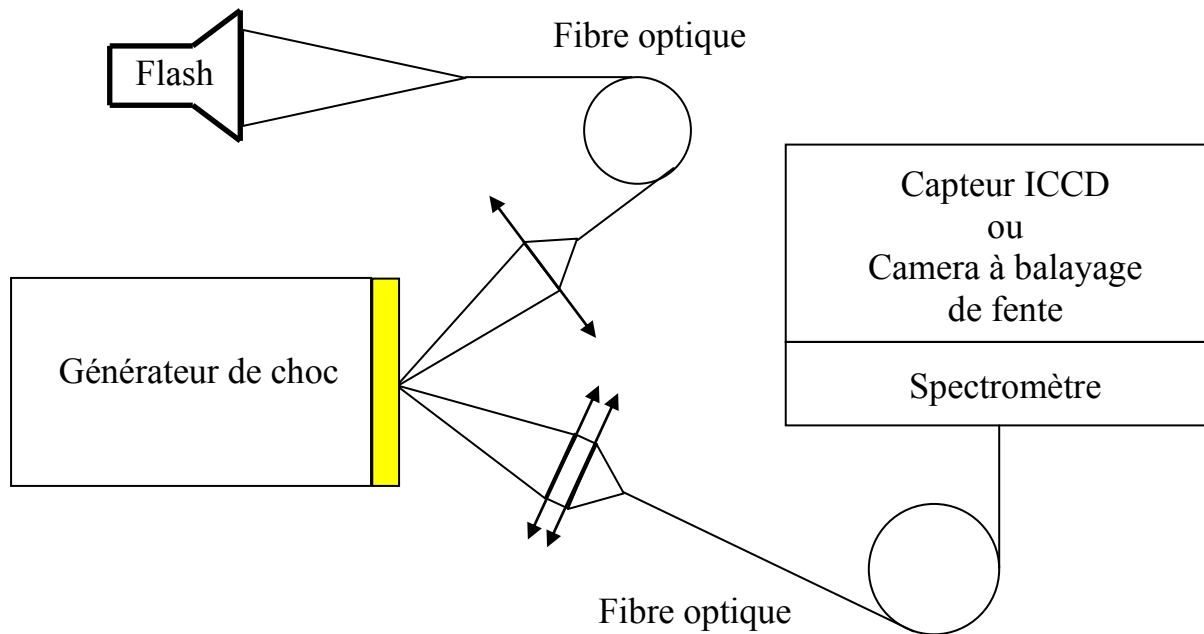 Fibre optique
Flash
Capteur ICCD
ou
Camera à balayage
de fente
Générateur de choc
Spectromètre
Fibre optique